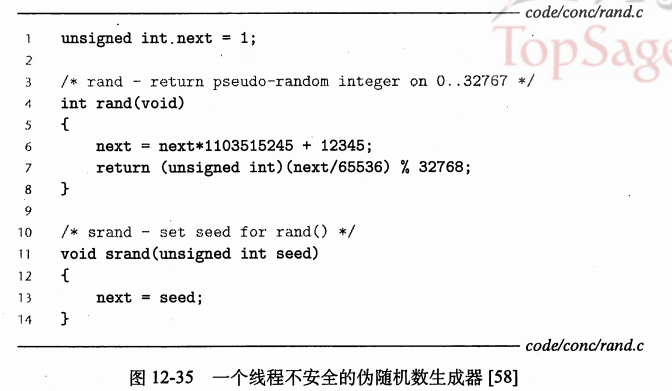 code/conc/rand.c
TopSage
1 unsigned int next = 1;
2
3 /* rand - return pseudo-random integer on 0..32767 */
4 int rand(void)
5 {
6 next = next*1103515245 + 12345;
7 return (unsigned int)(next/65536) % 32768;
8 }
9
10 /* srand - set seed for rand() */
11 void srand(unsigned int seed)
12 {
13 next = seed;
14 }
code/conc/rand.c
图 12-35 一个线程不安全的伪随机数生成器 [58]